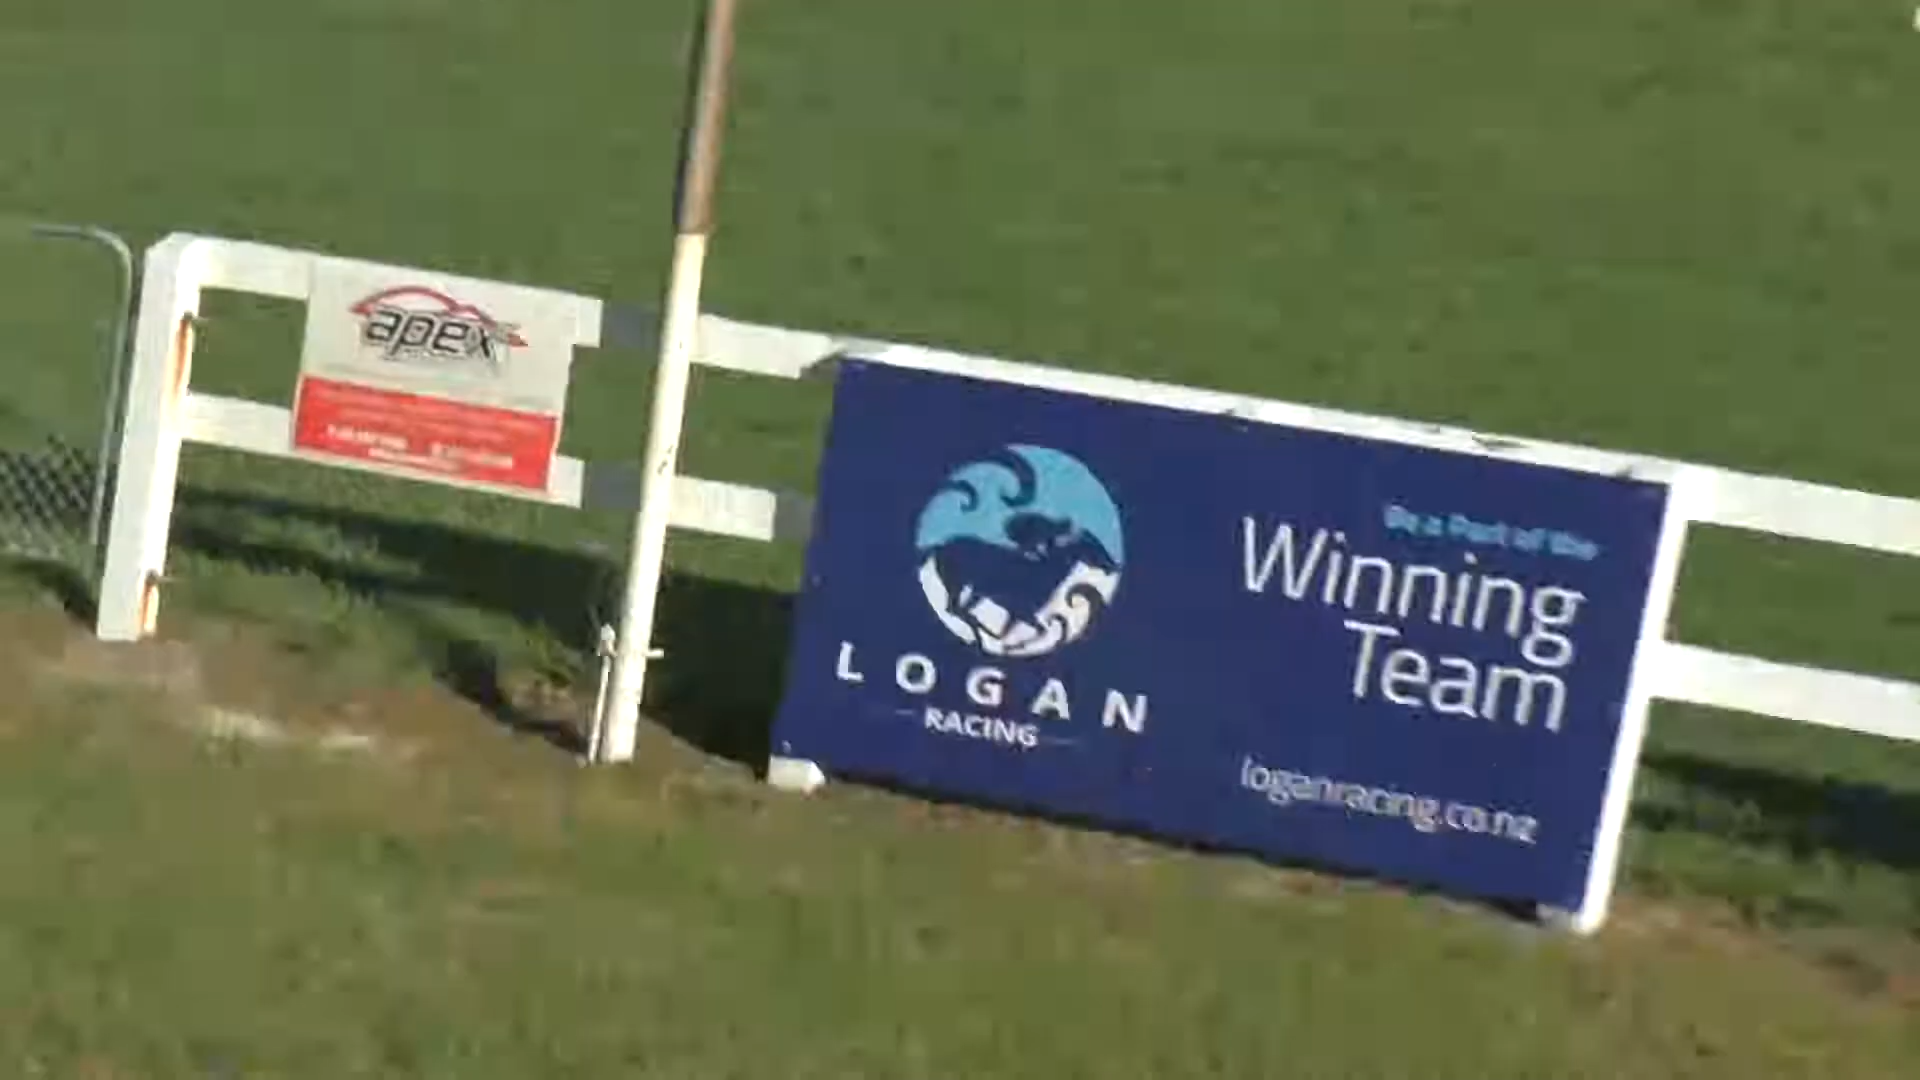 apex
LOGAN
RACING
Be a Part of the
Winning
Team
loganracing.co.nz